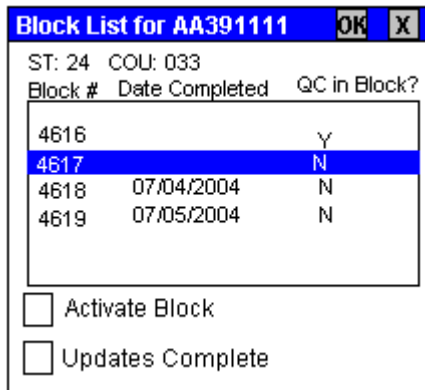 Block List for AA391111 OK X
ST: 24 COU: 033
Block # Date Completed QC in Block?
4616 Y
4617 N
4618 07/04/2004 N
4619 07/05/2004 N
Activate Block
Updates Complete